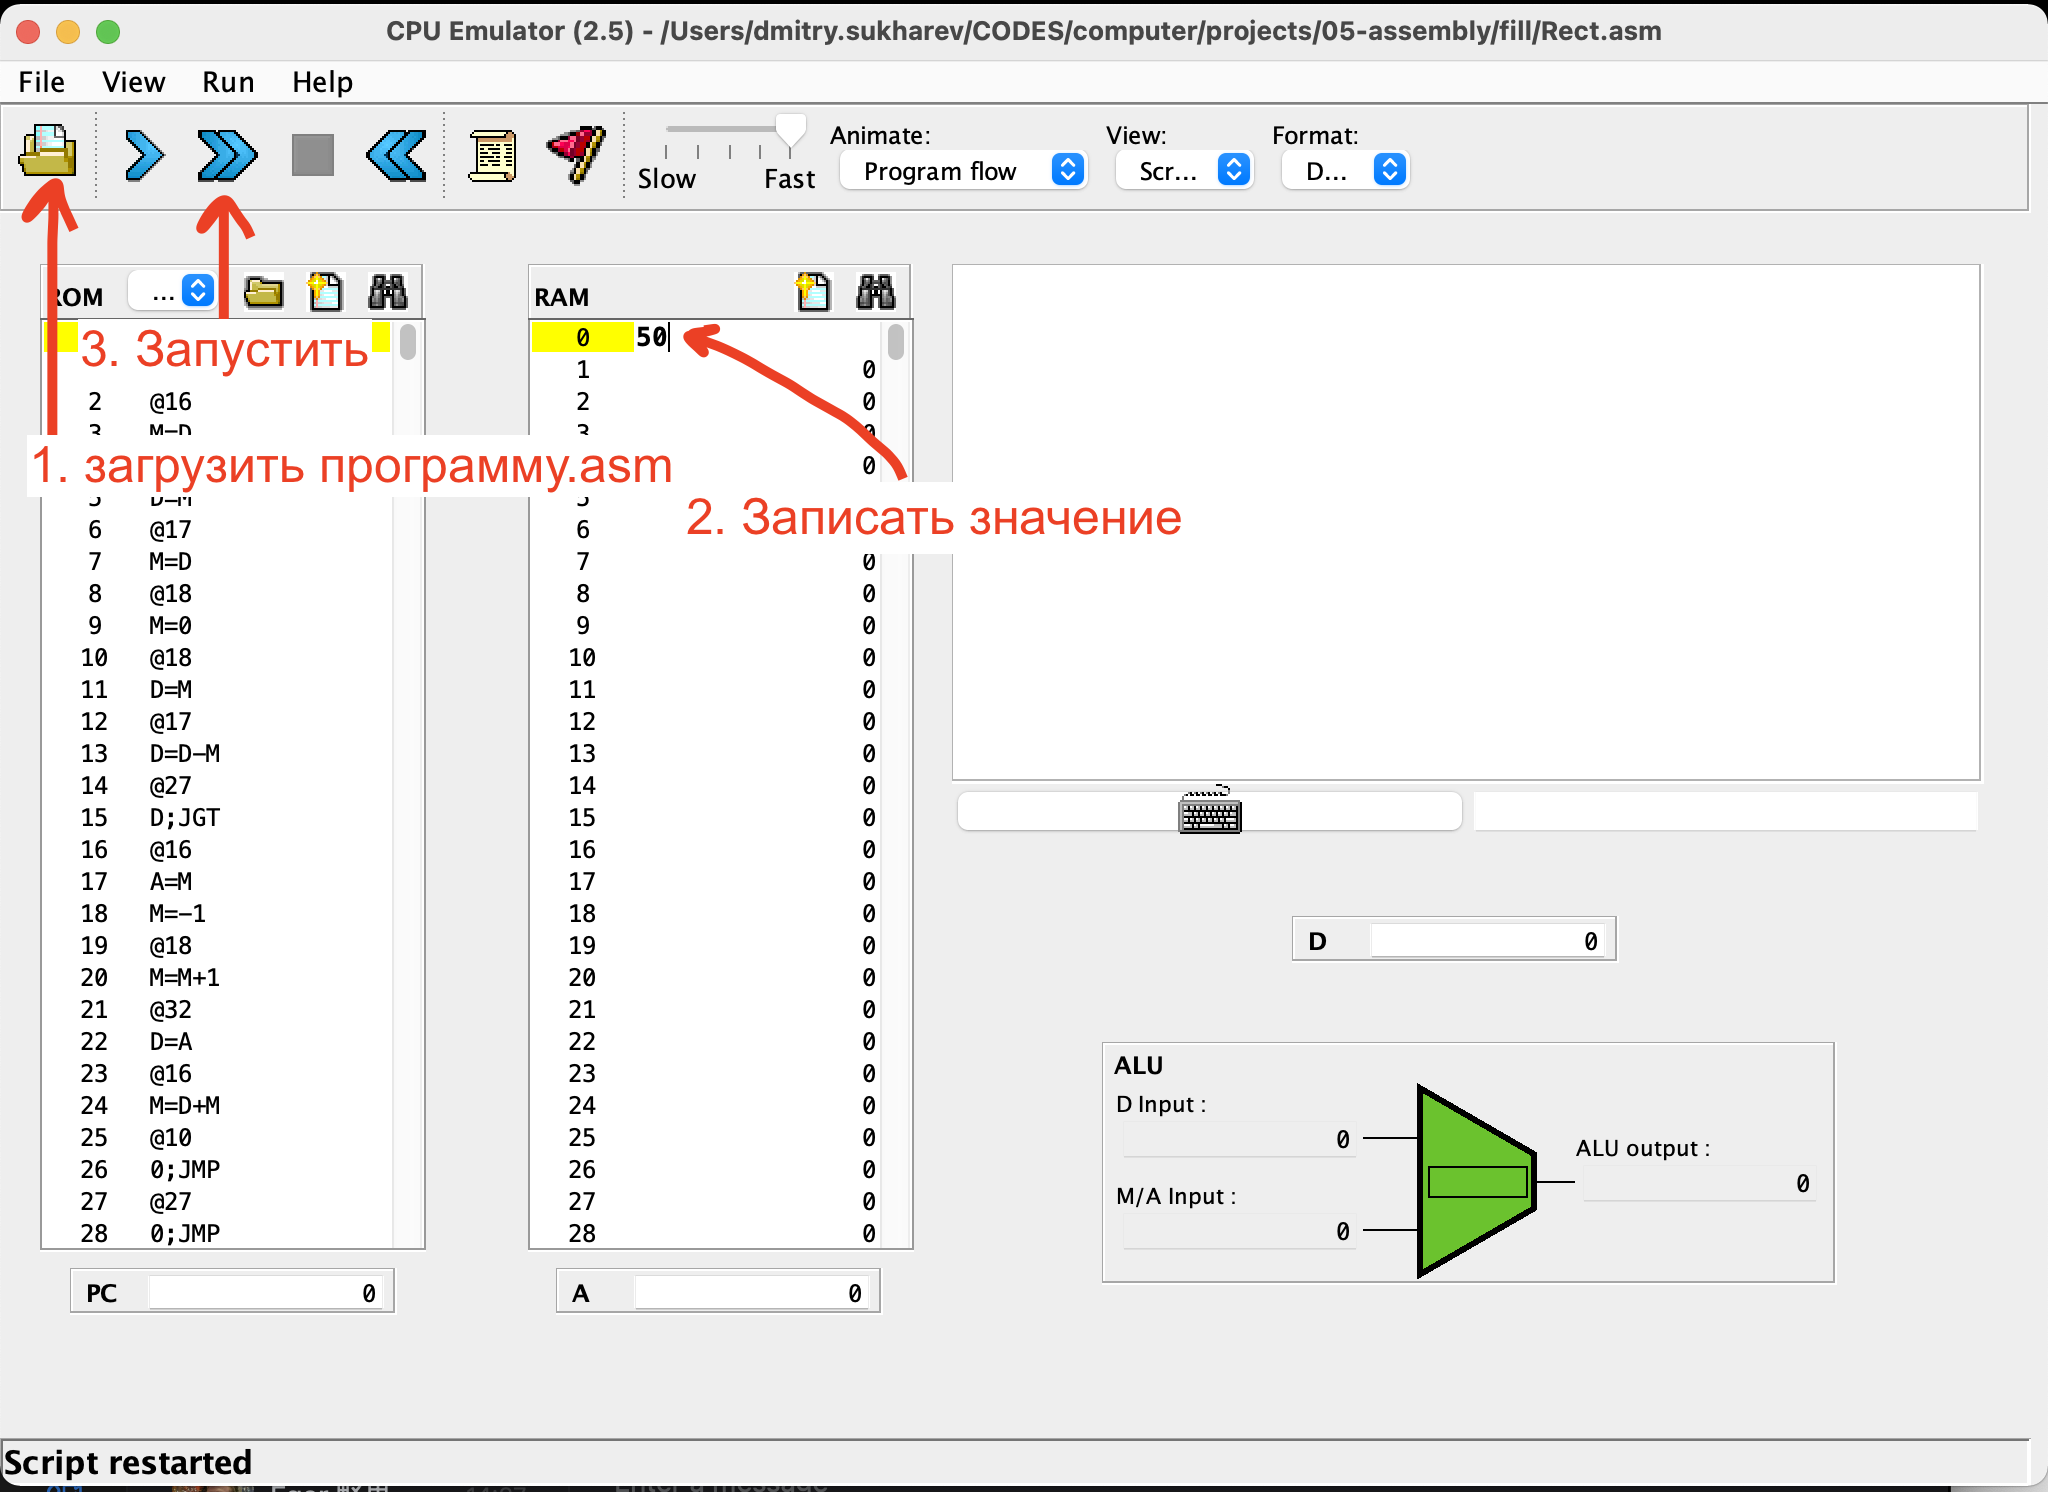 CPU Emulator (2.5) - /Users/dmitry.sukharev/CODES/computer/projects/05-assembly/fill/Rect.asm
File View Run Help
Slow Fast
Animate:
Program flow
View:
Scr...
Format:
D...
ROM
...
3. Запустить
2 @16
3 M=D
1. загрузить программу.asm
5 D=M
6 @17
7 M=D
8 @18
9 M=0
10 @18
11 D=M
12 @17
13 D=D-M
14 @27
15 D;JGT
16 @16
17 A=M
18 M=-1
19 @18
20 M=M+1
21 @32
22 D=A
23 @16
24 M=D+M
25 @10
26 0;JMP
27 @27
28 0;JMP
PC 0
RAM
0 50
1 0
2 0
3 0
0
5
2. Записать значение
6
7 0
8 0
9 0
10 0
11 0
12 0
13 0
14 0
15 0
16 0
17 0
18 0
19 0
20 0
21 0
22 0
23 0
24 0
25 0
26 0
27 0
28 0
A 0
D 0
ALU
D Input :
0
M/A Input :
0
ALU output :
0
Script restarted